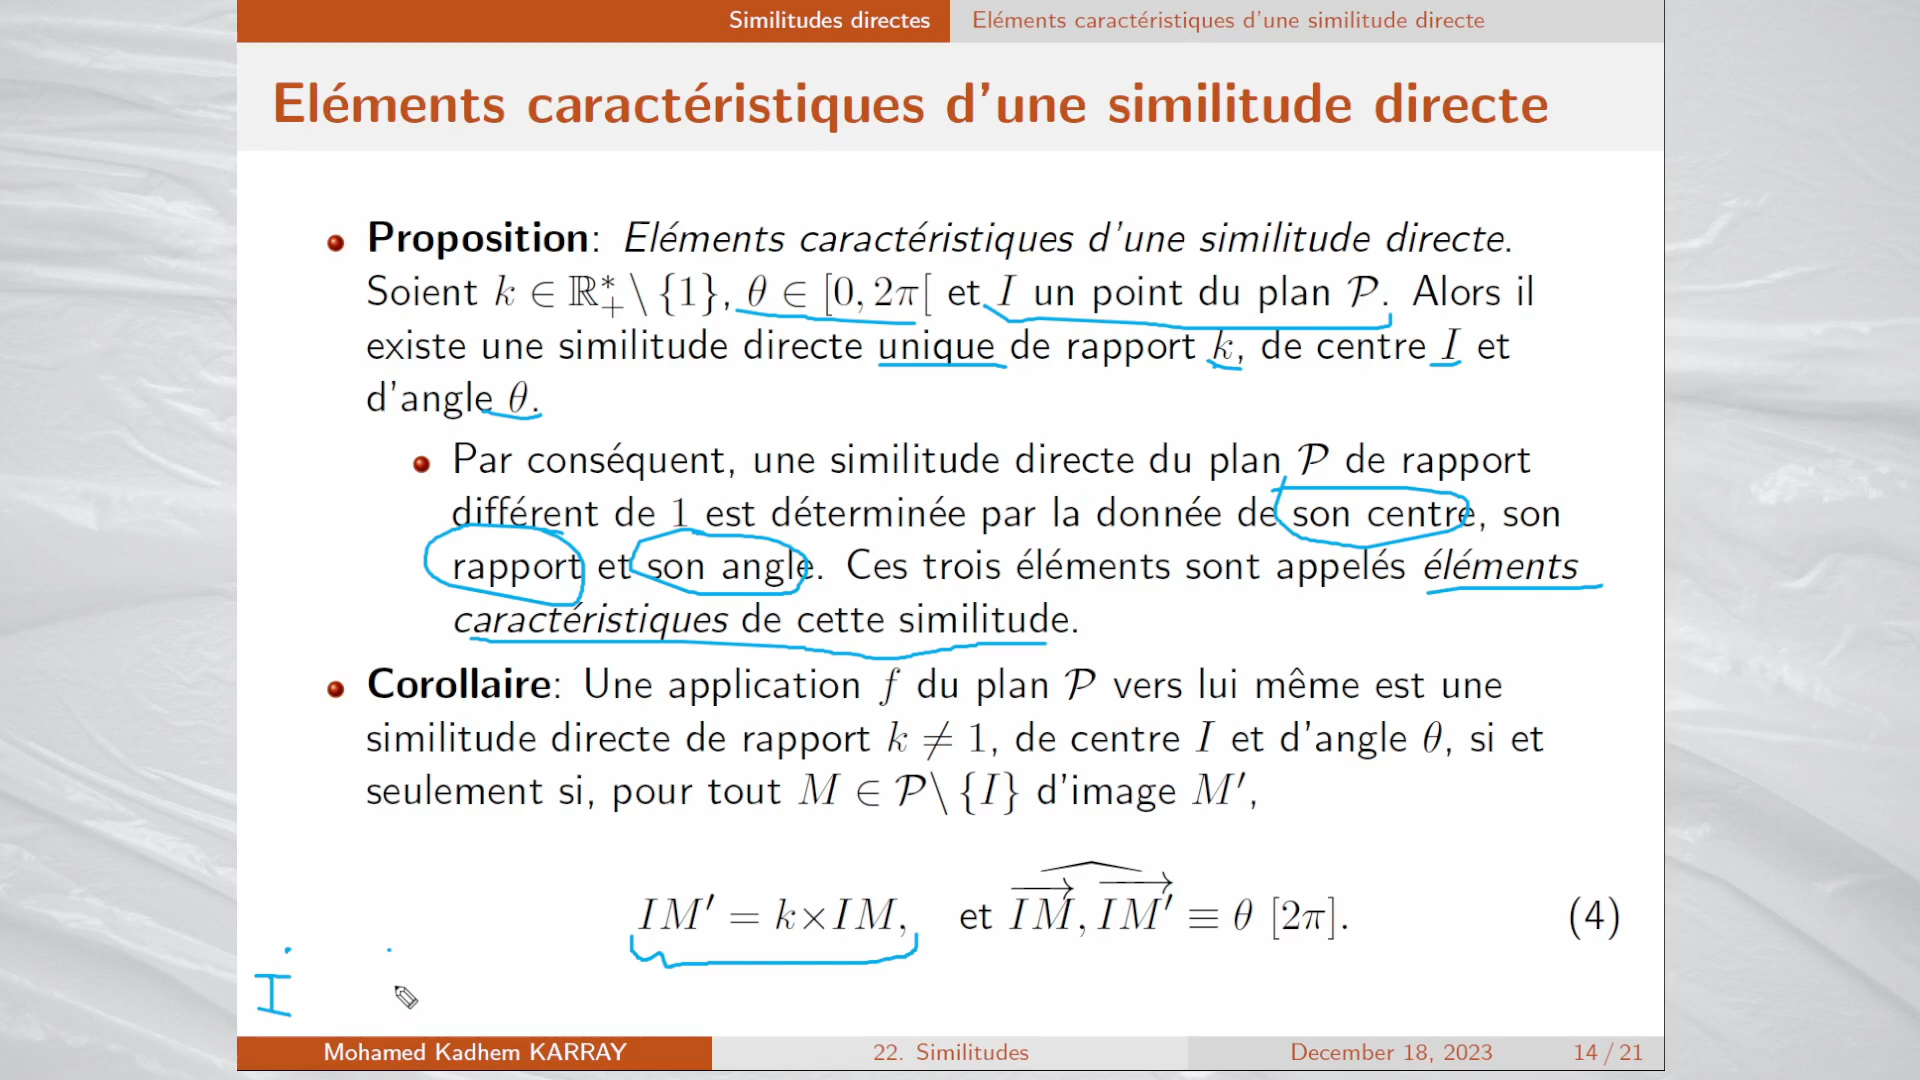 Similitudes directes Eléments caractéristiques d'une similitude directe
Eléments caractéristiques d'une similitude directe
Proposition: Eléments caractéristiques d'une similitude directe.
Soient k ∈ ℝ*₊\{1}, θ ∈ [0, 2π[ et I un point du plan 𝒫. Alors il
existe une similitude directe unique de rapport k, de centre I et
d'angle θ.
Par conséquent, une similitude directe du plan 𝒫 de rapport
différent de 1 est déterminée par la donnée de son centre, son
rapport et son angle. Ces trois éléments sont appelés éléments
caractéristiques de cette similitude.
Corollaire: Une application f du plan 𝒫 vers lui même est une
similitude directe de rapport k ≠ 1, de centre I et d'angle θ, si et
seulement si, pour tout M ∈ 𝒫\{I} d'image M′,
IM′ = k×IM, et \widehat{\overrightarrow{IM}, \overrightarrow{IM′}} ≡ θ [2π]. (4)
I
Mohamed Kadhem KARRAY 22. Similitudes December 18, 2023 14 / 21